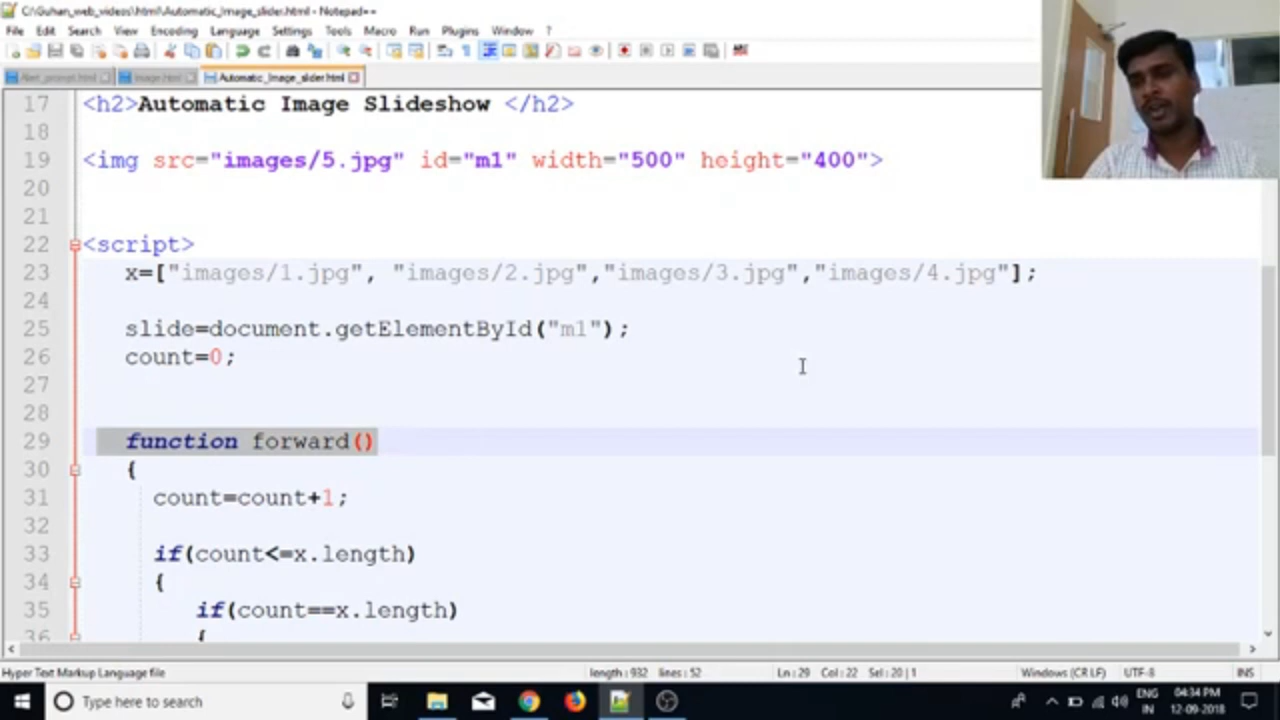 C:\Guhan_web_videos\html\Automatic_Image_slider.html - Notepad++
File Edit Search View Encoding Language Settings Tools Macro Run Plugins Window ?
Alert_prompt.html image.html Automatic_Image_slider.html
17 <h2>Automatic Image Slideshow </h2>
18
19 <img src="images/5.jpg" id="m1" width="500" height="400">
20
21
22 <script>
23 x=["images/1.jpg", "images/2.jpg","images/3.jpg","images/4.jpg"];
24
25 slide=document.getElementById("m1");
26 count=0;
27
28
29 function forward()
30 {
31 count=count+1;
32
33 if(count<=x.length)
34 {
35 if(count==x.length)
36 {
Hyper Text Markup Language file length : 932 lines : 52 Ln : 29 Col : 22 Sel : 20 | 1 Windows (CR LF) UTF-8 INS
Type here to search ENG 04:34 PM
IN 12-09-2018